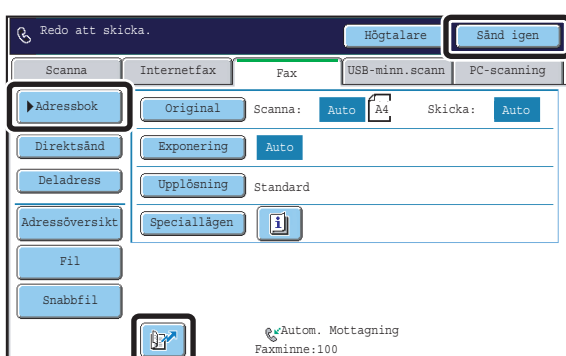 Redo att skicka.
Högtalare
Sänd igen
Scanna
Internetfax
Fax
USB-minn.scann
PC-scanning
Adressbok
Original
Scanna:
Auto
A4
Skicka:
Auto
Direktsänd
Exponering
Auto
Deladress
Upplösning
Standard
Adressöversikt
Speciallägen
Fil
Snabbfil
Autom. Mottagning
Faxminne:100